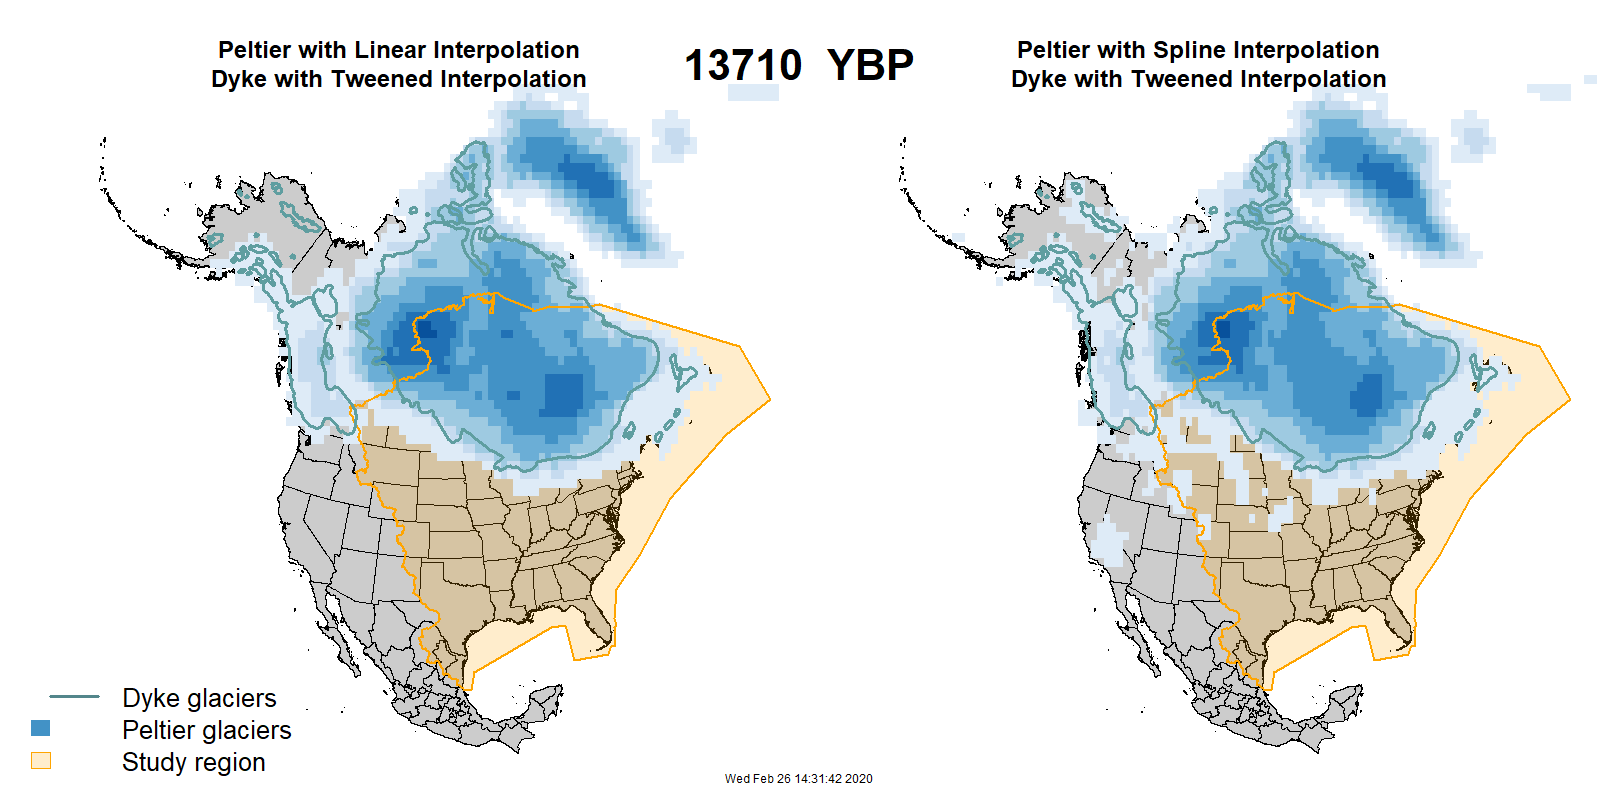 Peltier with Linear Interpolation
Dyke with Tweened Interpolation
13710 YBP
Peltier with Spline Interpolation
Dyke with Tweened Interpolation
Dyke glaciers
Peltier glaciers
Study region
Wed Feb 26 14:31:42 2020